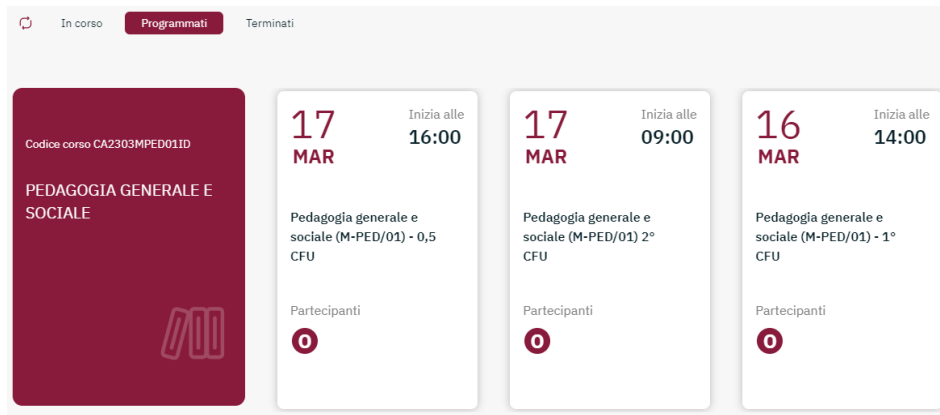 In corso
Programmati
Terminati
Codice corso CA2303MPED01ID
PEDAGOGIA GENERALE E
SOCIALE
17
MAR
Inizia alle
16:00
Pedagogia generale e
sociale (M-PED/01) - 0,5
CFU
Partecipanti
0
17
MAR
Inizia alle
09:00
Pedagogia generale e
sociale (M-PED/01) 2°
CFU
Partecipanti
0
16
MAR
Inizia alle
14:00
Pedagogia generale e
sociale (M-PED/01) - 1°
CFU
Partecipanti
0